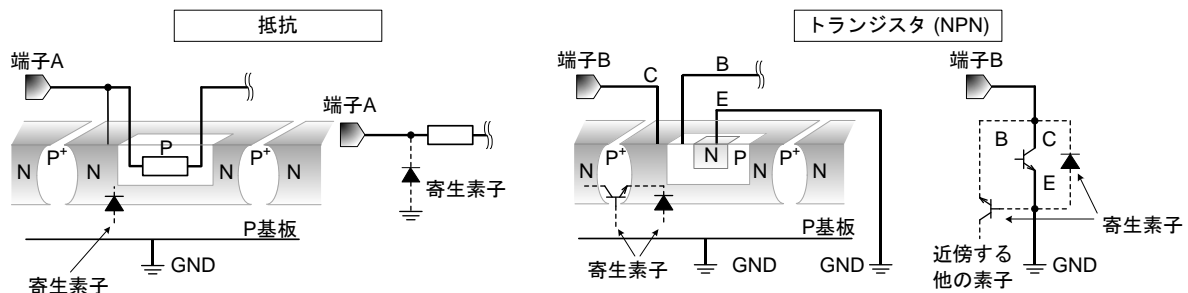 抵抗
端子A
端子A
P
N
P+
N
P+
N
N
寄生素子
P基板
GND
寄生素子
トランジスタ (NPN)
端子B
C
B
E
N
P+
N
N
P
P+
N
N
P基板
寄生素子
GND
GND
端子B
B
C
E
寄生素子
近傍する
他の素子
GND